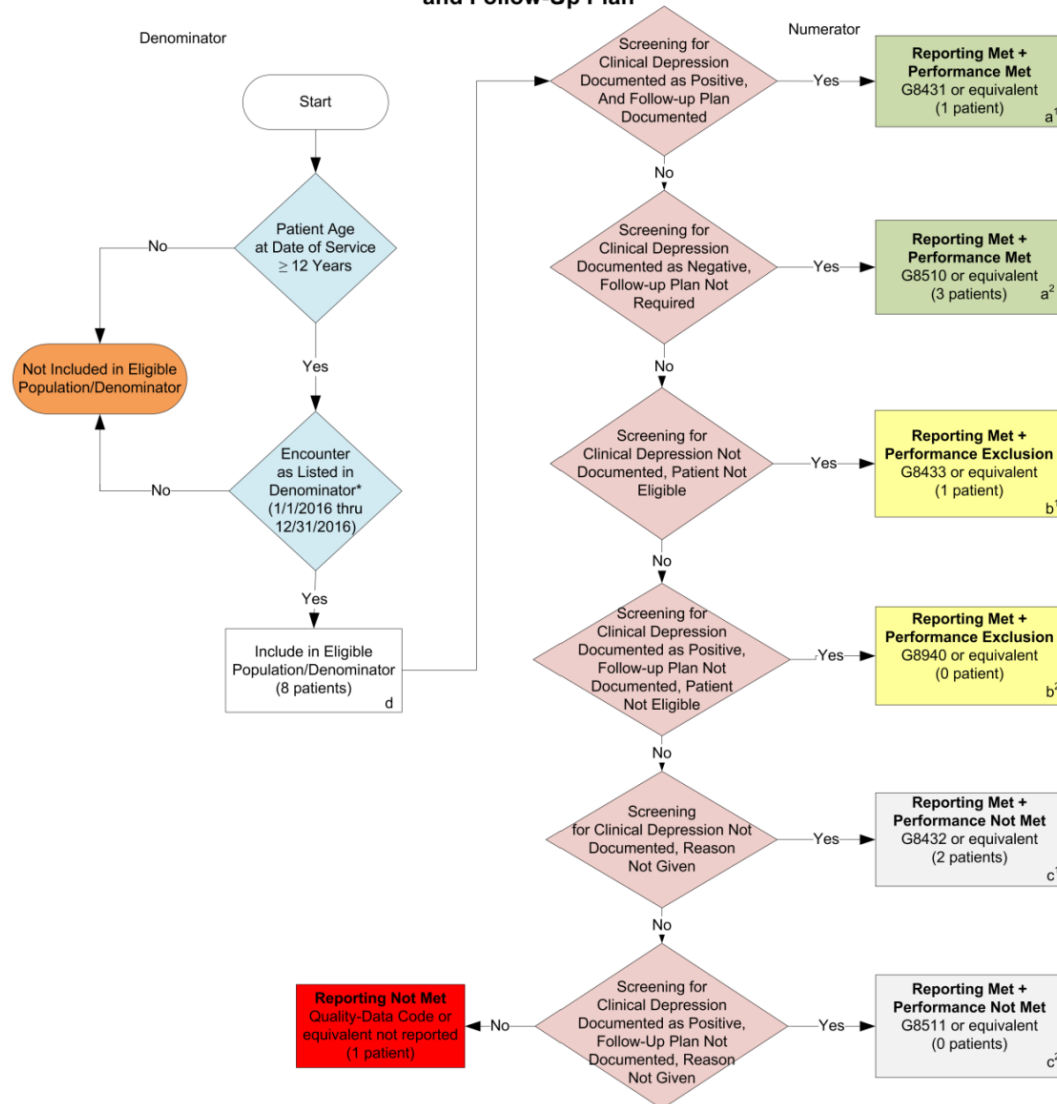 and Follow-Up Plan
Denominator
Start
Patient Age
at Date of Service
≥ 12 Years
No
Not Included in Eligible
Population/Denominator
Yes
Encounter
as Listed in
Denominator*
(1/1/2016 thru
12/31/2016)
No
Yes
Include in Eligible
Population/Denominator
(8 patients)
d
Numerator
Screening for
Clinical Depression
Documented as Positive,
And Follow-up Plan
Documented
Yes
Reporting Met +
Performance Met
G8431 or equivalent
(1 patient)
a1
No
Screening for
Clinical Depression
Documented as Negative,
Follow-up Plan Not
Required
Yes
Reporting Met +
Performance Met
G8510 or equivalent
(3 patients)
a2
No
Screening for
Clinical Depression Not
Documented, Patient Not
Eligible
Yes
Reporting Met +
Performance Exclusion
G8433 or equivalent
(1 patient)
b1
No
Screening for
Clinical Depression
Documented as Positive,
Follow-up Plan Not
Documented, Patient
Not Eligible
Yes
Reporting Met +
Performance Exclusion
G8940 or equivalent
(0 patient)
b2
No
Screening
for Clinical Depression Not
Documented, Reason
Not Given
Yes
Reporting Met +
Performance Not Met
G8432 or equivalent
(2 patients)
c1
No
Screening for
Clinical Depression
Documented as Positive,
Follow-Up Plan Not
Documented, Reason
Not Given
Yes
Reporting Met +
Performance Not Met
G8511 or equivalent
(0 patients)
c2
No
Reporting Not Met
Quality-Data Code or
equivalent not reported
(1 patient)